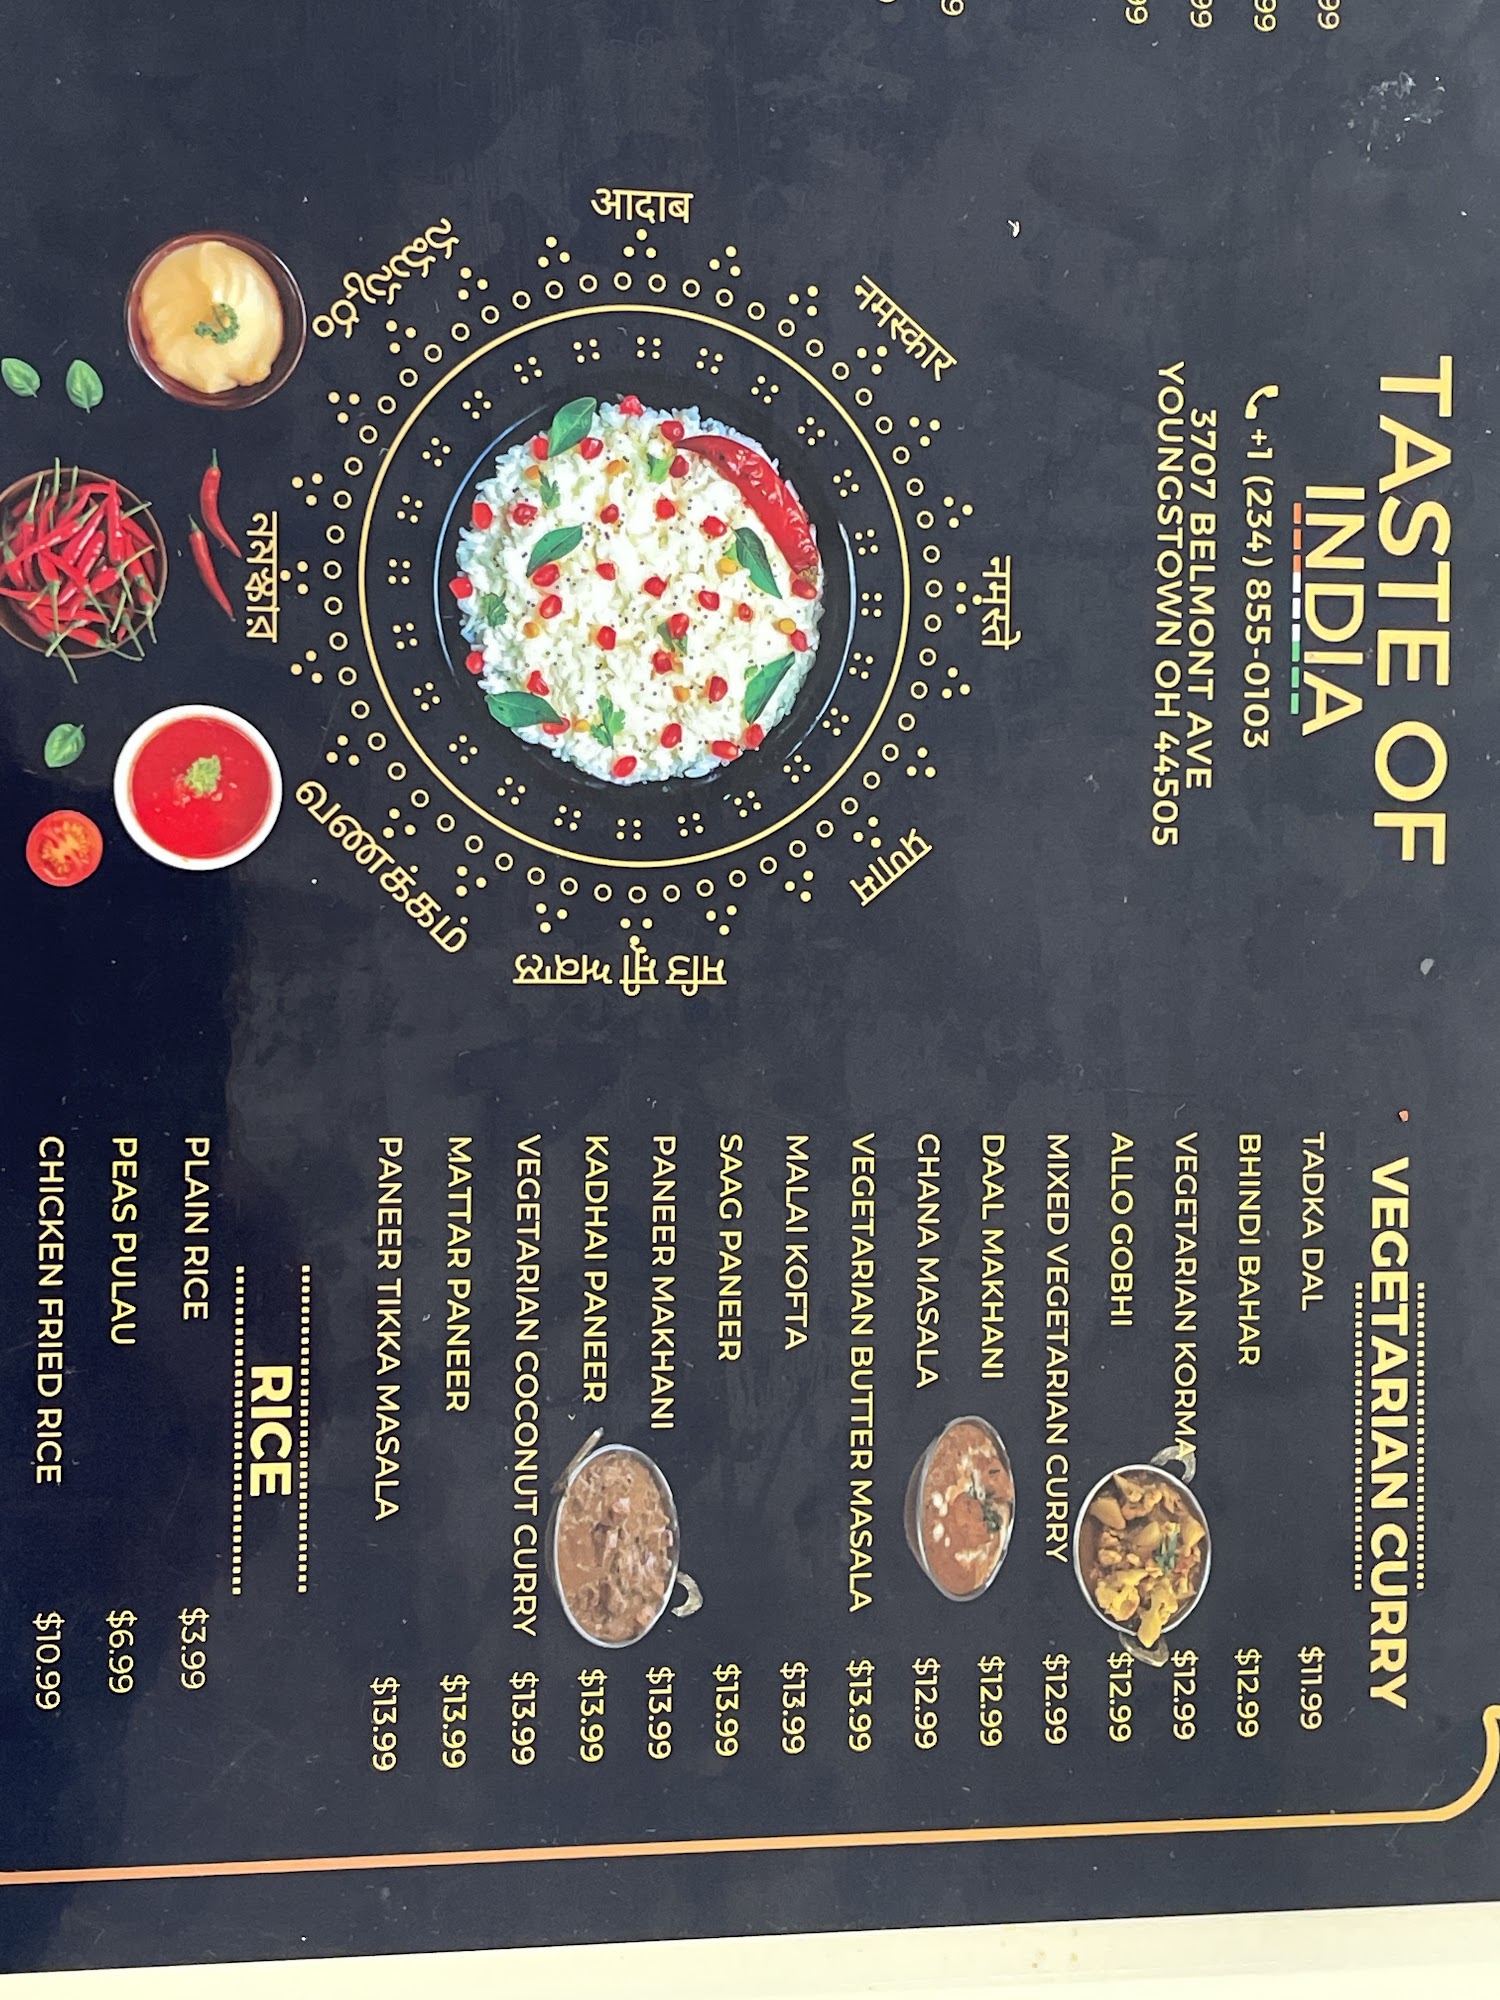 TASTE OF
INDIA
+1 (234) 855-0103
3707 BELMONT AVE
YOUNGSTOWN OH 44505
आदाब
नमस्कार
नमस्ते
வணக்கம்
নমস্কার
VEGETARIAN CURRY
TADKA DAL $11.99
BHINDI BAHAR $12.99
VEGETARIAN KORMA $12.99
ALLO GOBHI $12.99
MIXED VEGETARIAN CURRY $12.99
DAAL MAKHANI $12.99
CHANA MASALA $12.99
VEGETARIAN BUTTER MASALA $13.99
MALAI KOFTA $13.99
SAAG PANEER $13.99
PANEER MAKHANI $13.99
KADHAI PANEER $13.99
VEGETARIAN COCONUT CURRY $13.99
MATTAR PANEER $13.99
PANEER TIKKA MASALA $13.99
RICE
PLAIN RICE $3.99
PEAS PULAU $6.99
CHICKEN FRIED RICE $10.99